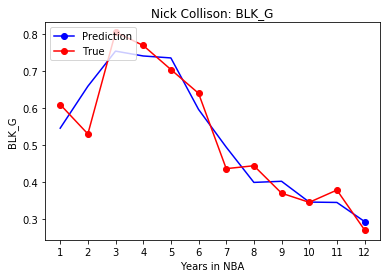 Nick Collison: BLK_G
Prediction
True
0.8
0.7
0.6
0.5
0.4
0.3
BLK_G
1 2 3 4 5 6 7 8 9 10 11 12
Years in NBA